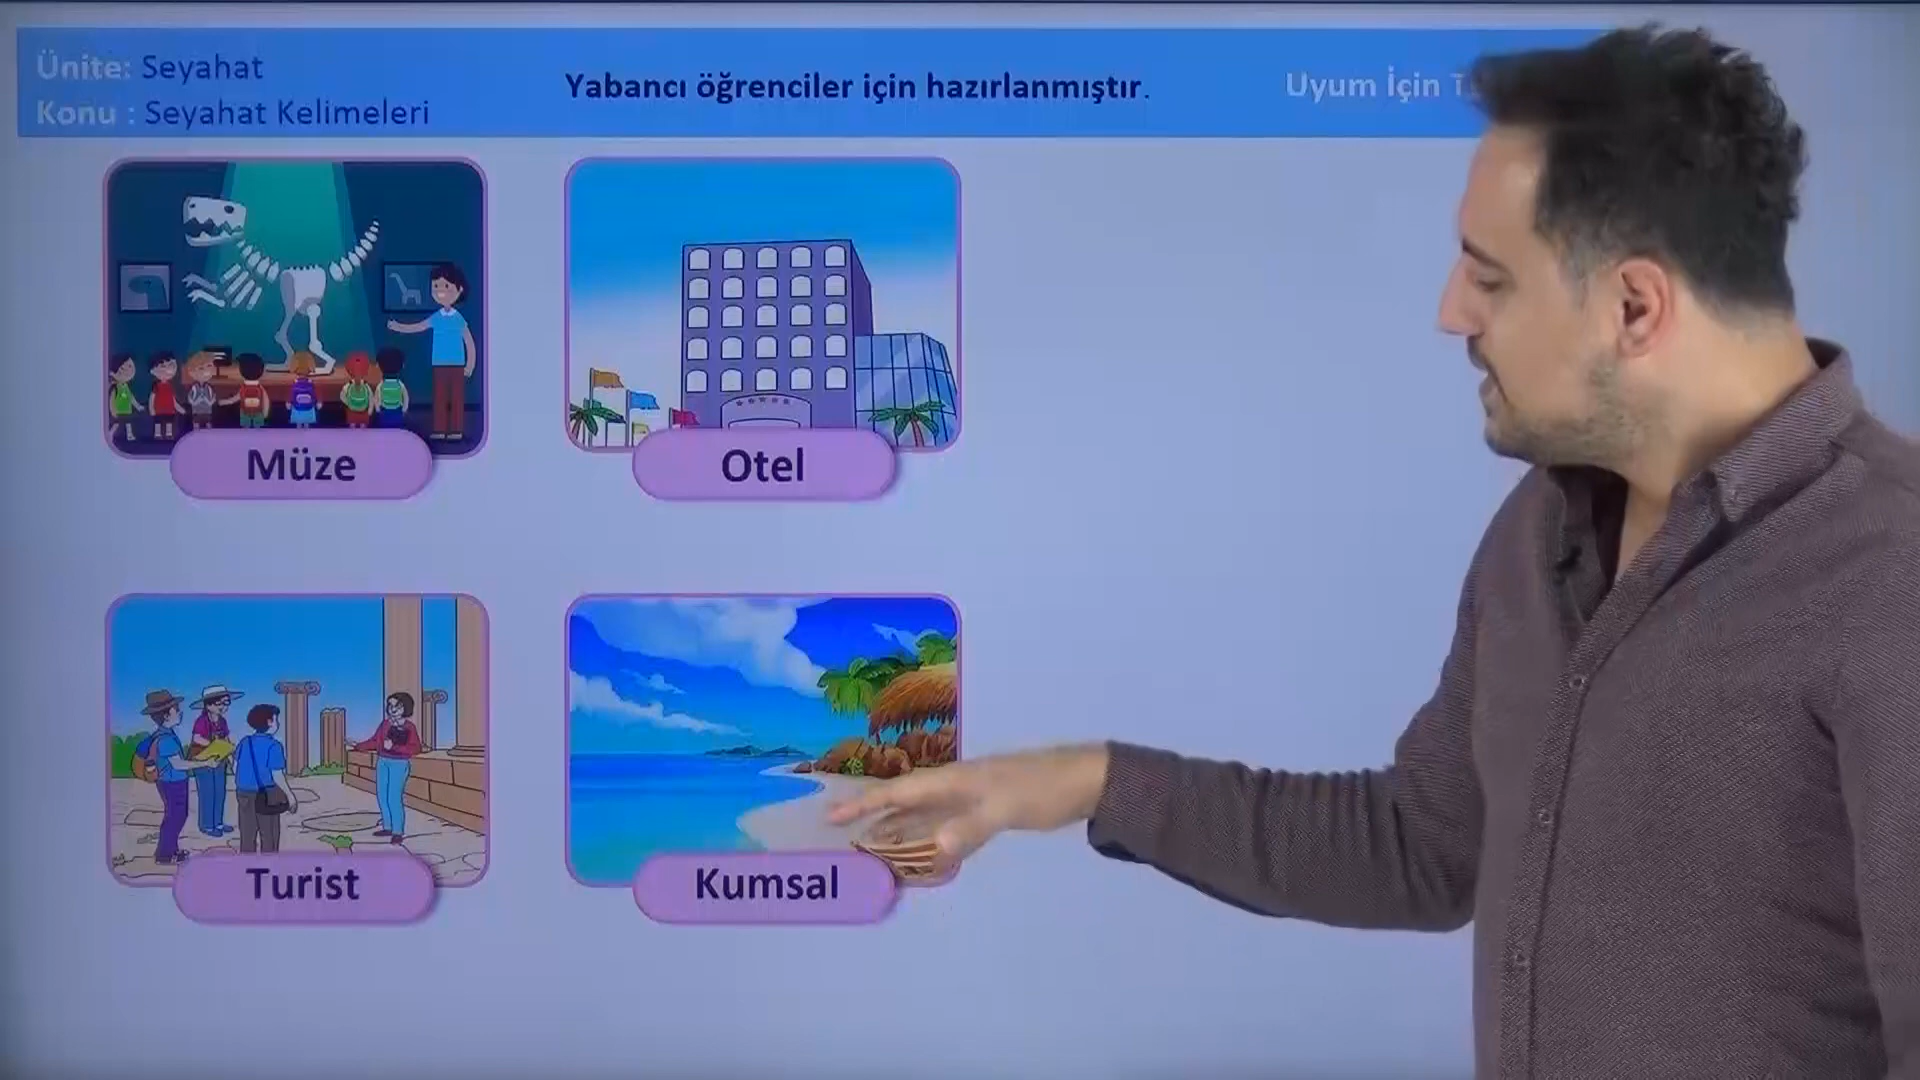 Ünite: Seyahat
Konu : Seyahat Kelimeleri
Yabancı öğrenciler için hazırlanmıştır.
Uyum İçin
Müze
Otel
Turist
Kumsal